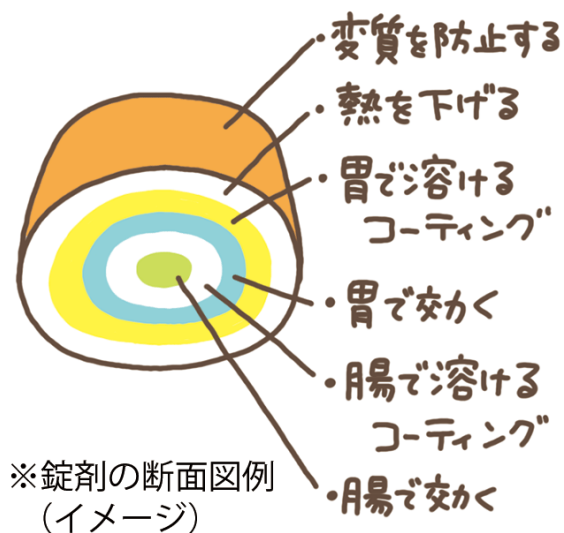 ・変質を防止する
・熱を下げる
・胃で溶ける
コーティング
・胃で効く
・腸で溶ける
コーティング
・腸で効く
※錠剤の断面図例
（イメージ）